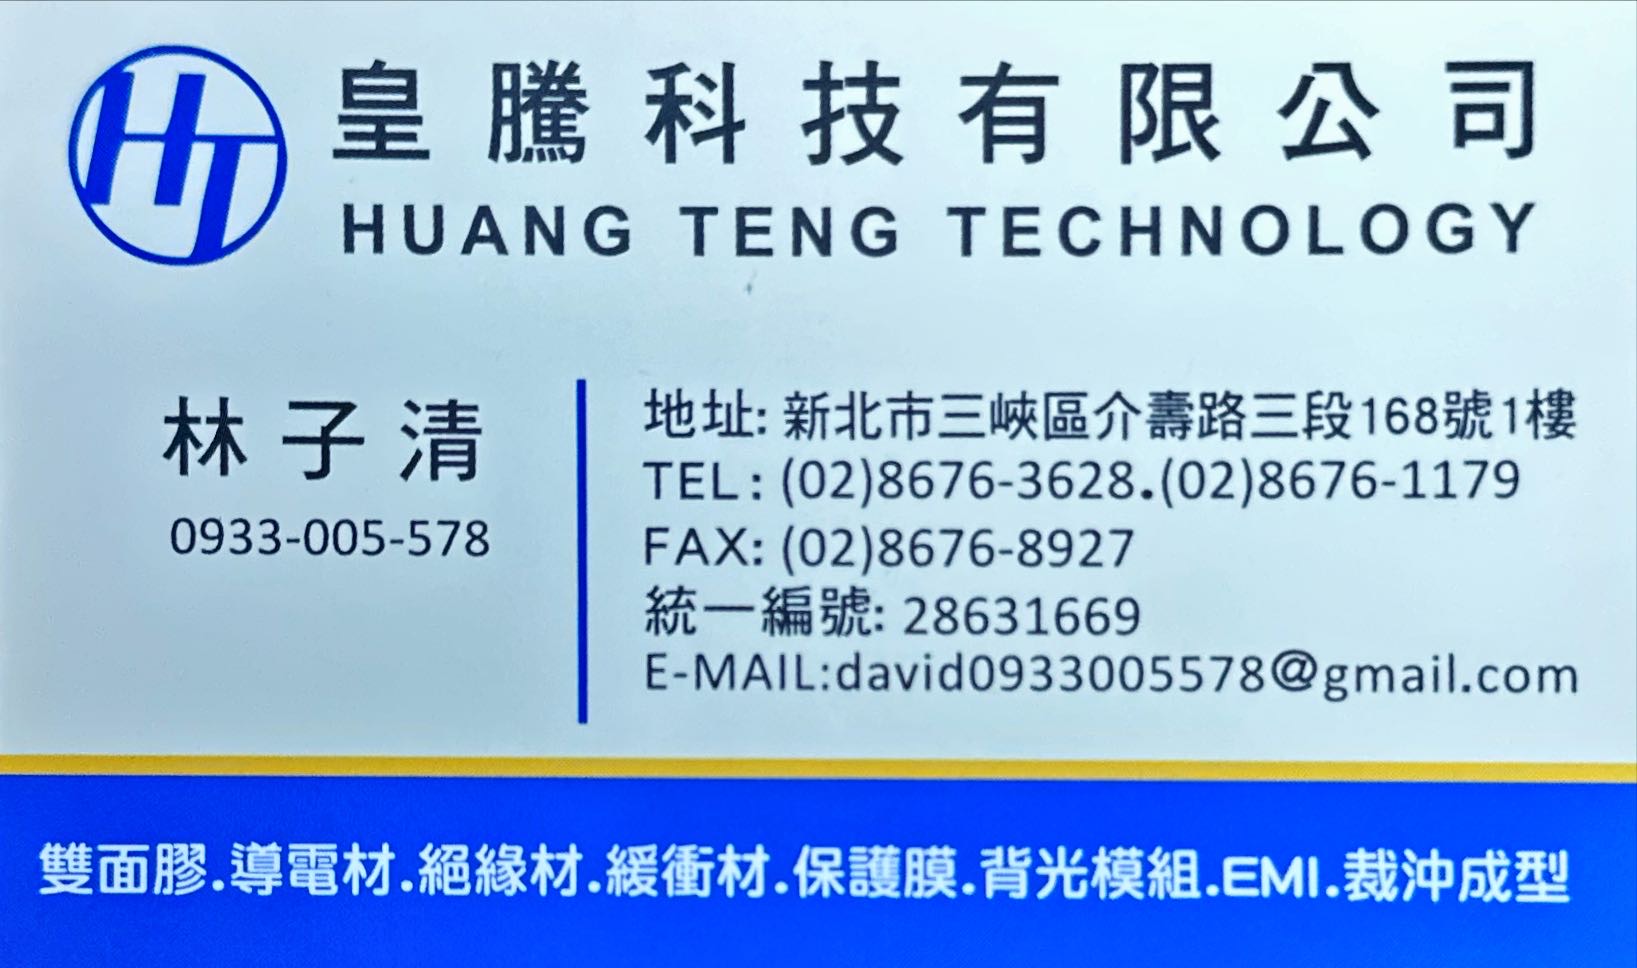 HT
皇騰科技有限公司
HUANG TENG TECHNOLOGY
林子清
0933-005-578
地址: 新北市三峽區介壽路三段168號1樓
TEL: (02)8676-3628.(02)8676-1179
FAX: (02)8676-8927
統一編號: 28631669
E-MAIL:david0933005578@gmail.com
雙面膠.導電材.絕緣材.緩衝材.保護膜.背光模組.EMI.裁沖成型